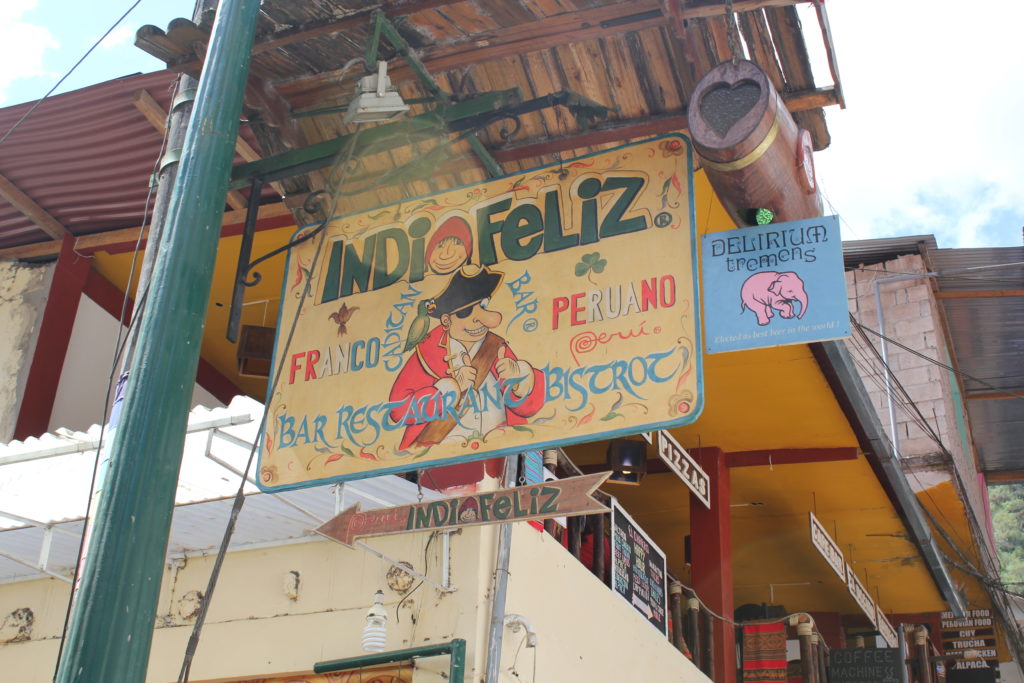 INDIO FELIZ ®
CAPITAN
BAR ®
FRANCO
PERUANO
Perú.
BAR RESTAURANT BISTROT
DELIRIUM
tremens
Elected as best beer in the world !
INDIO FELIZ
PIZZAS
PERUVIAN FOOD
CUY
TRUCHA
ALPACA
COFFEE
MACHINE